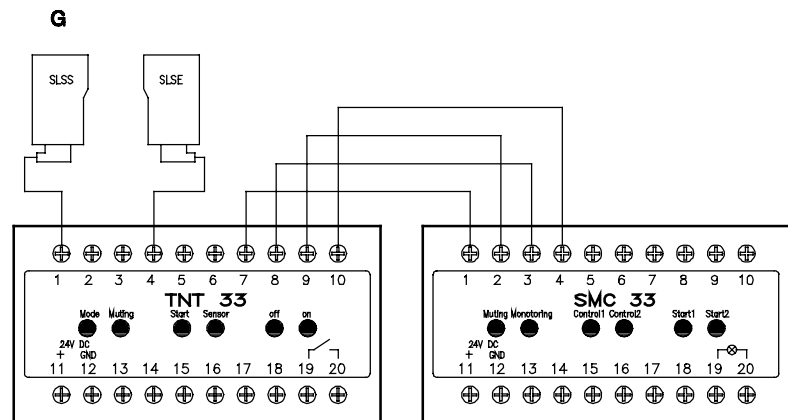 G
SLSS SLSE
1 2 3 4 5 6 7 8 9 10
TNT 33
Mode Muting Start Sensor off on
24V DC
+ GND
11 12 13 14 15 16 17 18 19 20
1 2 3 4 5 6 7 8 9 10
SMC 33
Muting Monotoring Control1 Control2 Start1 Start2
24V DC
+ GND
11 12 13 14 15 16 17 18 19 20